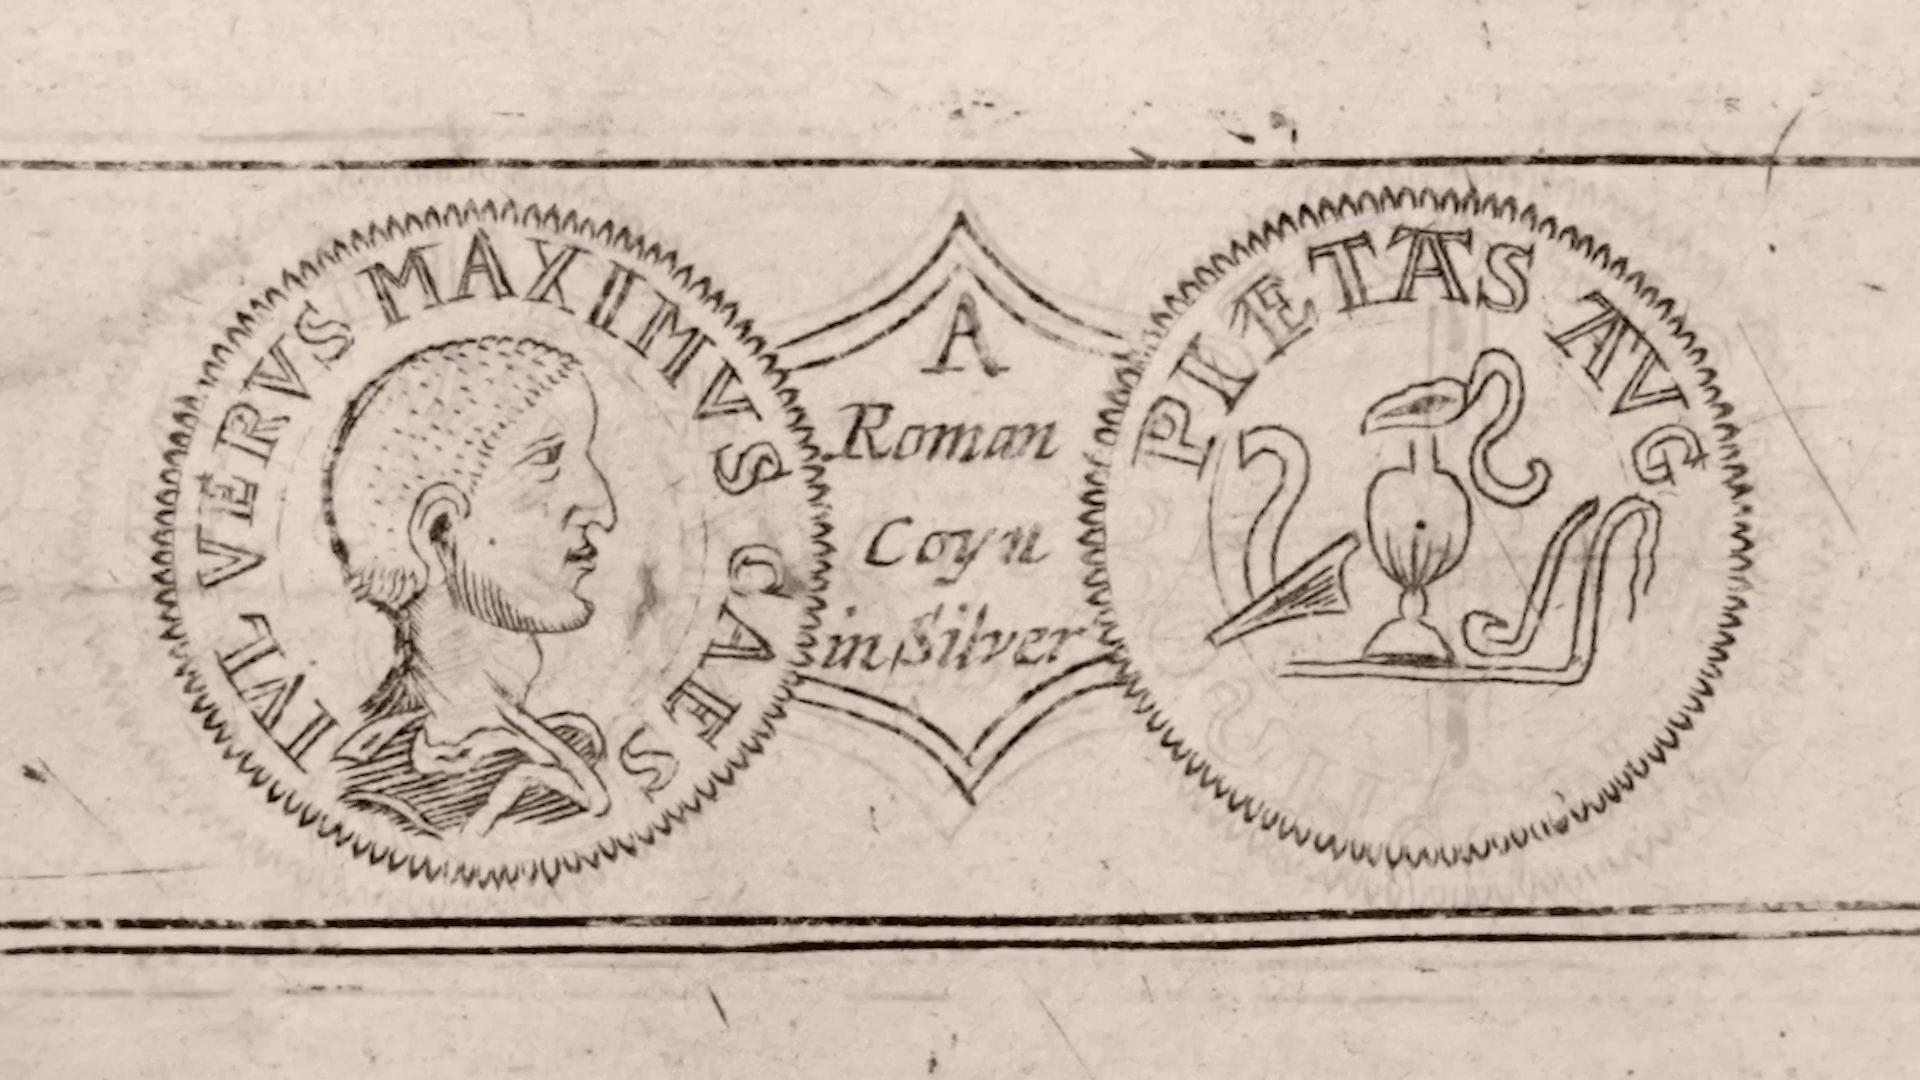 IVL VERVS MAXIMVS CAES
A
Roman
Coyn
in Silver
PIETAS AVG